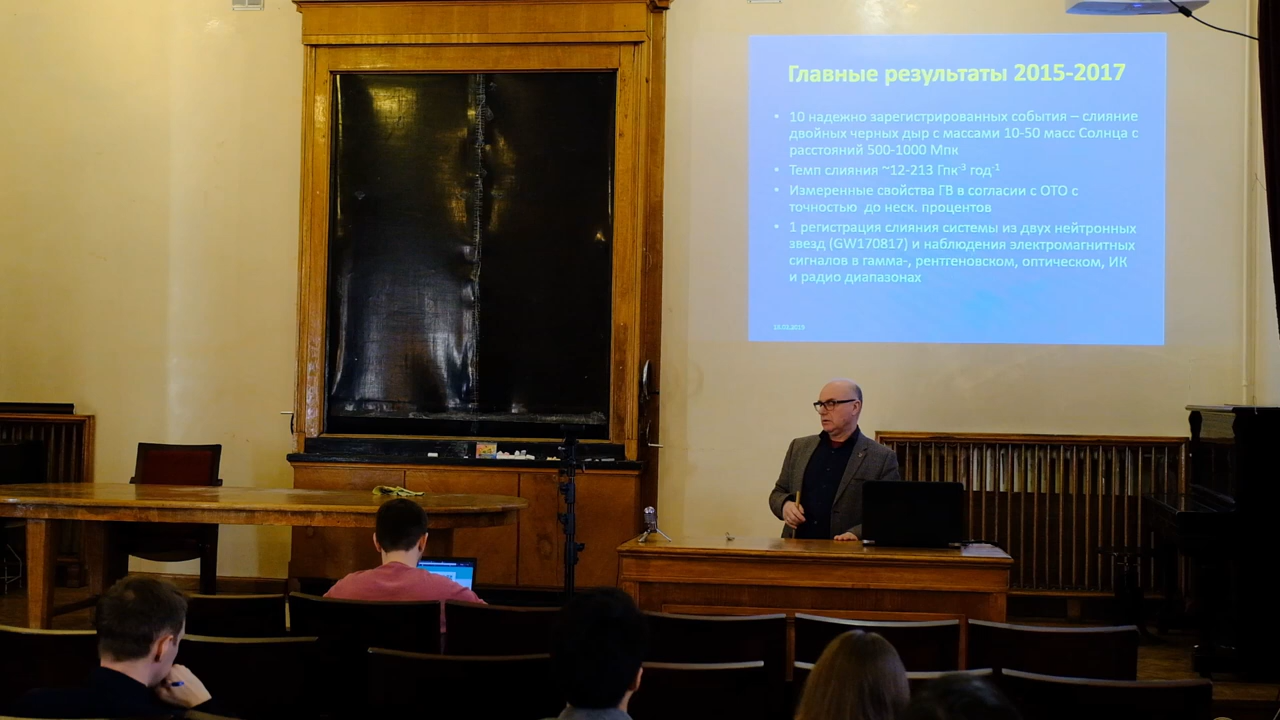 Главные результаты 2015-2017
• 10 надежно зарегистрированных события – слияние
двойных черных дыр с массами 10-50 масс Солнца с
расстояний 500-1000 Мпк
• Темп слияния ~12-213 Гпк⁻³ год⁻¹
• Измеренные свойства ГВ в согласии с ОТО с
точностью до неск. процентов
• 1 регистрация слияния системы из двух нейтронных
звезд (GW170817) и наблюдения электромагнитных
сигналов в гамма-, рентгеновском, оптическом, ИК
и радио диапазонах